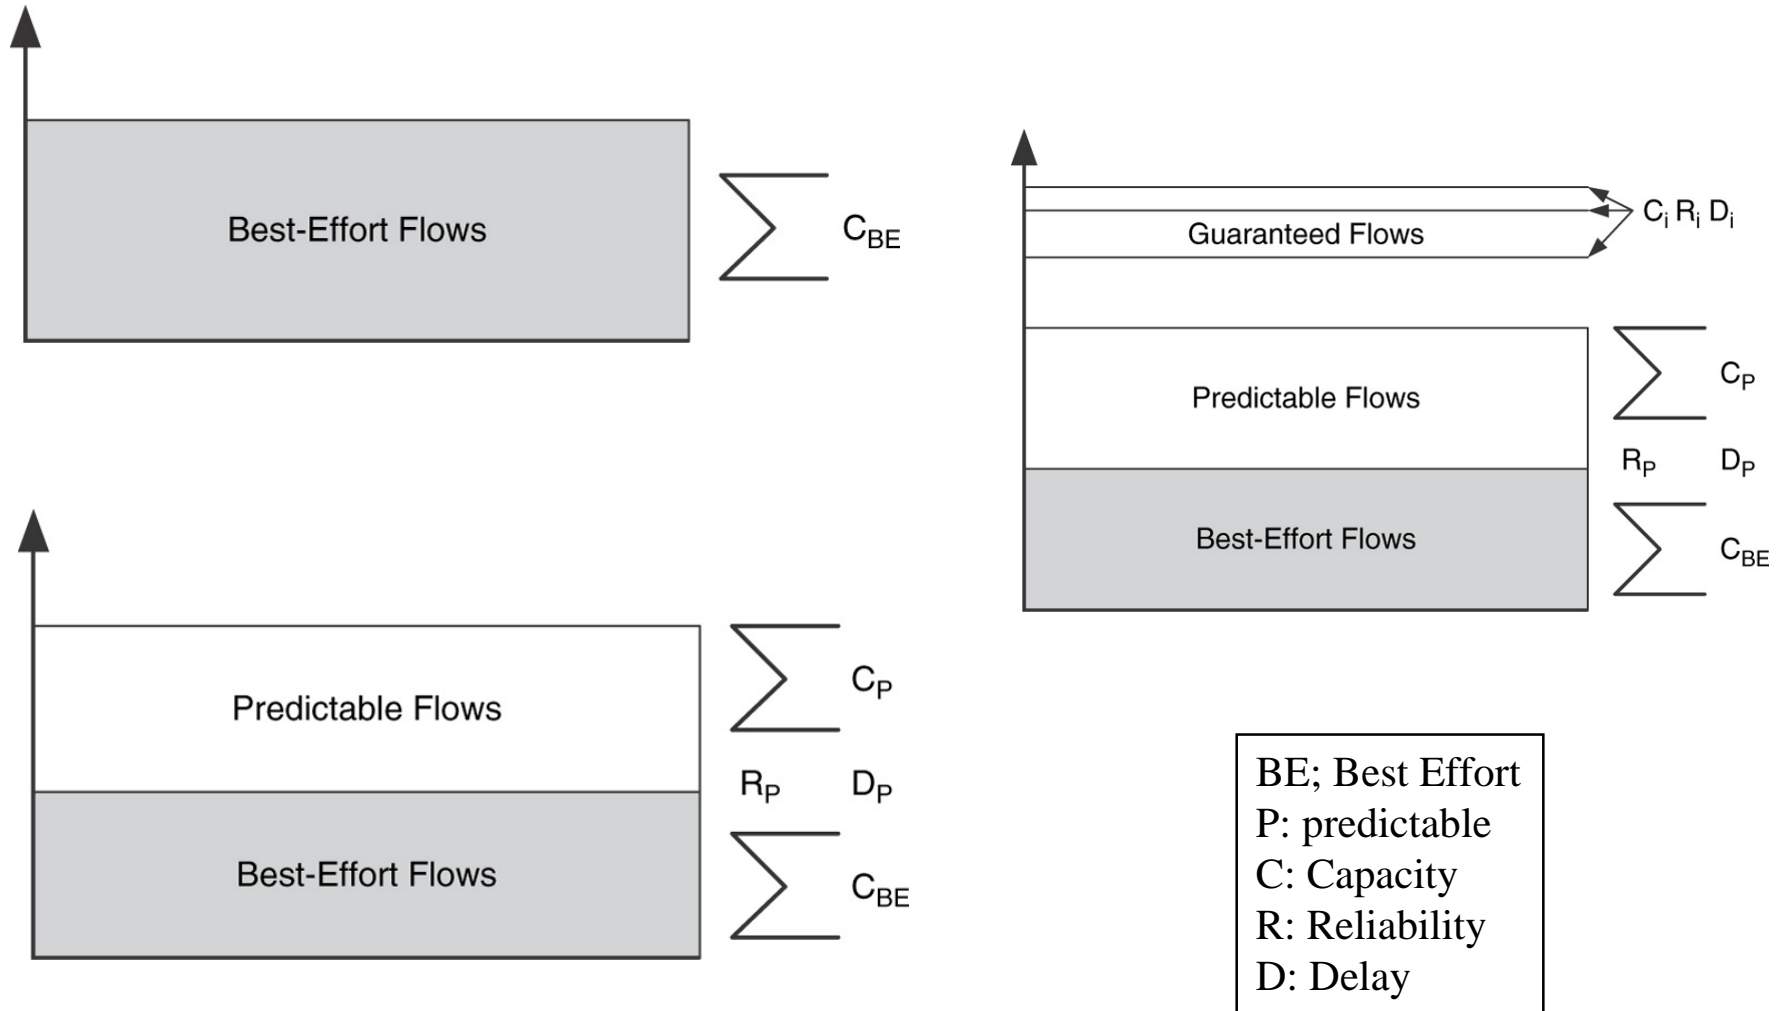 Best-Effort Flows
∑ C_BE
Predictable Flows
∑ C_P
R_P D_P
Best-Effort Flows
∑ C_BE
Guaranteed Flows
C_i R_i D_i
Predictable Flows
∑ C_P
R_P D_P
Best-Effort Flows
∑ C_BE
BE; Best Effort
P: predictable
C: Capacity
R: Reliability
D: Delay